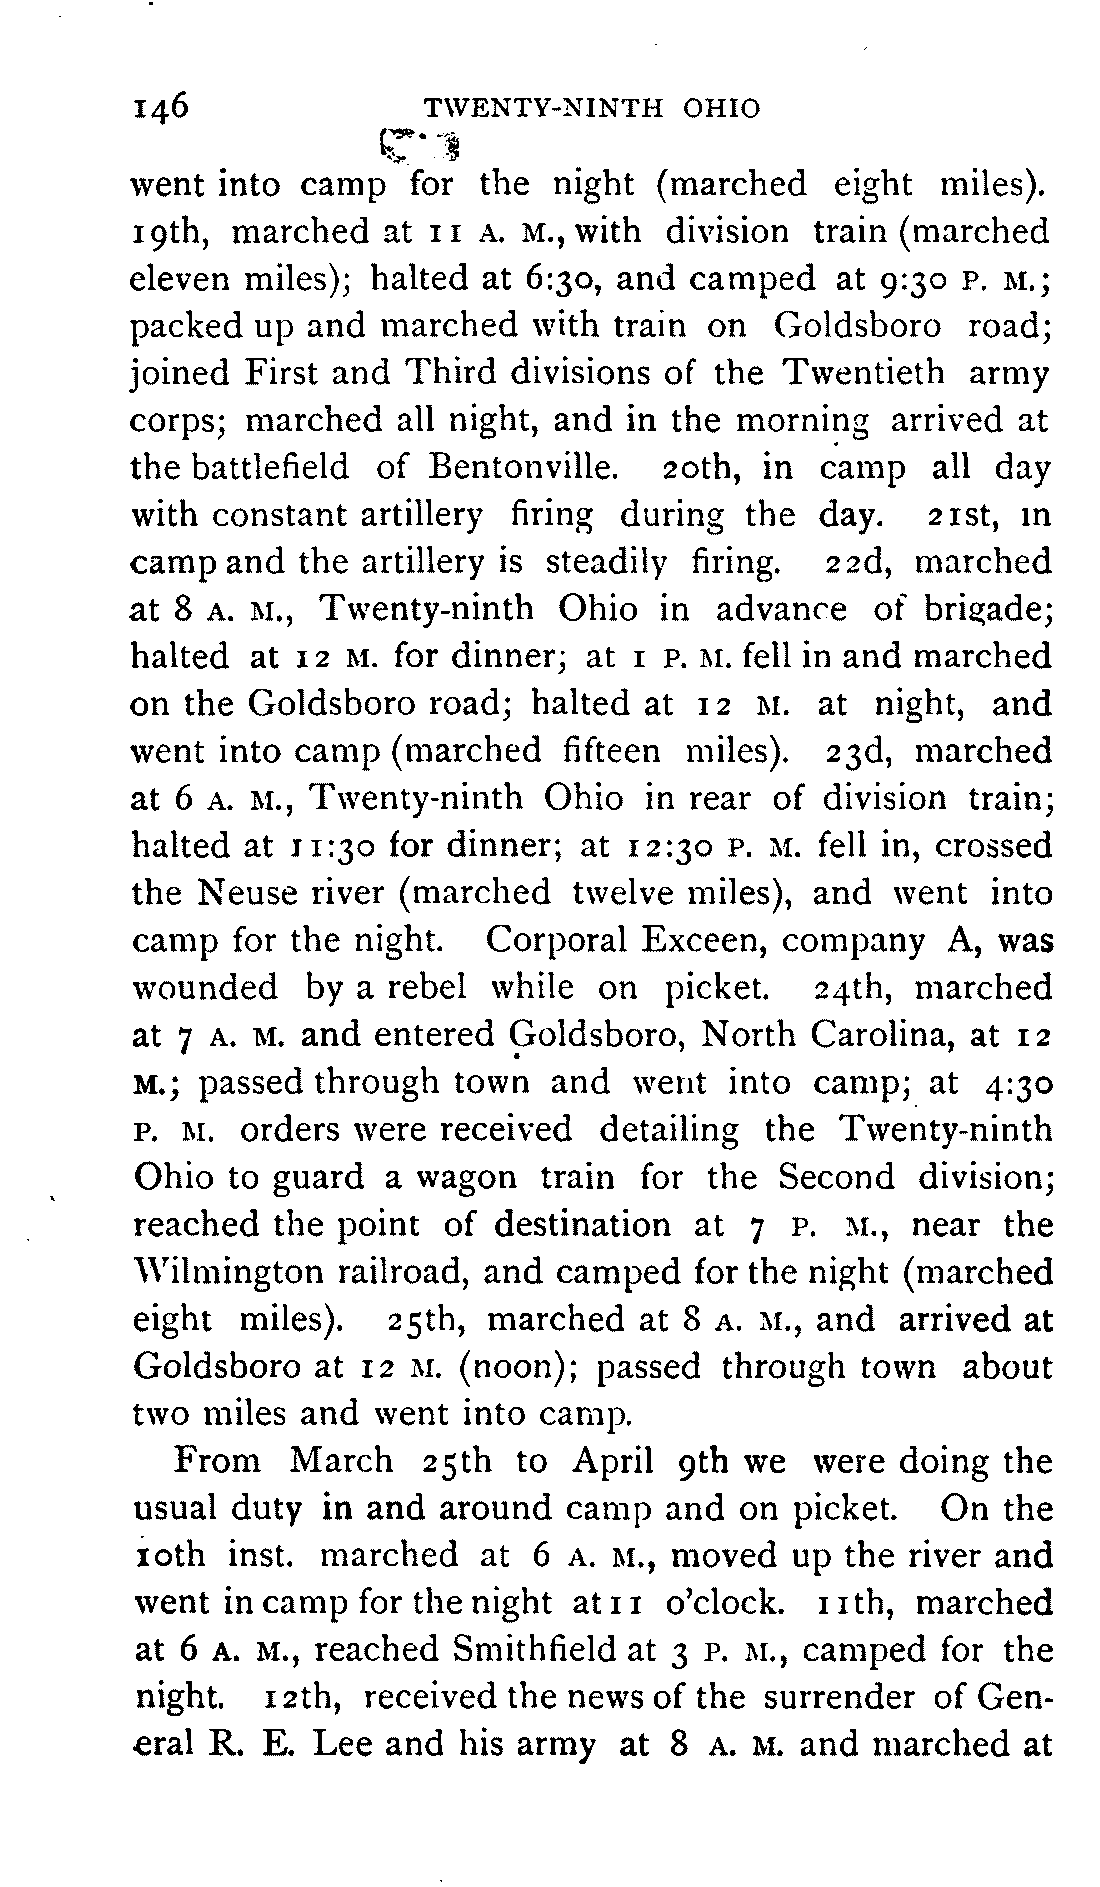 146 TWENTY-NINTH OHIO
went into camp for the night (marched eight miles).
19th, marched at 11 A. M., with division train (marched
eleven miles); halted at 6:30, and camped at 9:30 P. M.;
packed up and marched with train on Goldsboro road;
joined First and Third divisions of the Twentieth army
corps; marched all night, and in the morning arrived at
the battlefield of Bentonville. 20th, in camp all day
with constant artillery firing during the day. 21st, in
camp and the artillery is steadily firing. 22d, marched
at 8 A. M., Twenty-ninth Ohio in advance of brigade;
halted at 12 M. for dinner; at 1 P. M. fell in and marched
on the Goldsboro road; halted at 12 M. at night, and
went into camp (marched fifteen miles). 23d, marched
at 6 A. M., Twenty-ninth Ohio in rear of division train;
halted at 11:30 for dinner; at 12:30 P. M. fell in, crossed
the Neuse river (marched twelve miles), and went into
camp for the night. Corporal Exceen, company A, was
wounded by a rebel while on picket. 24th, marched
at 7 A. M. and entered Goldsboro, North Carolina, at 12
M.; passed through town and went into camp; at 4:30
P. M. orders were received detailing the Twenty-ninth
Ohio to guard a wagon train for the Second division;
reached the point of destination at 7 P. M., near the
Wilmington railroad, and camped for the night (marched
eight miles). 25th, marched at 8 A. M., and arrived at
Goldsboro at 12 M. (noon); passed through town about
two miles and went into camp.
From March 25th to April 9th we were doing the
usual duty in and around camp and on picket. On the
10th inst. marched at 6 A. M., moved up the river and
went in camp for the night at 11 o'clock. 11th, marched
at 6 A. M., reached Smithfield at 3 P. M., camped for the
night. 12th, received the news of the surrender of Gen-
eral R. E. Lee and his army at 8 A. M. and marched at